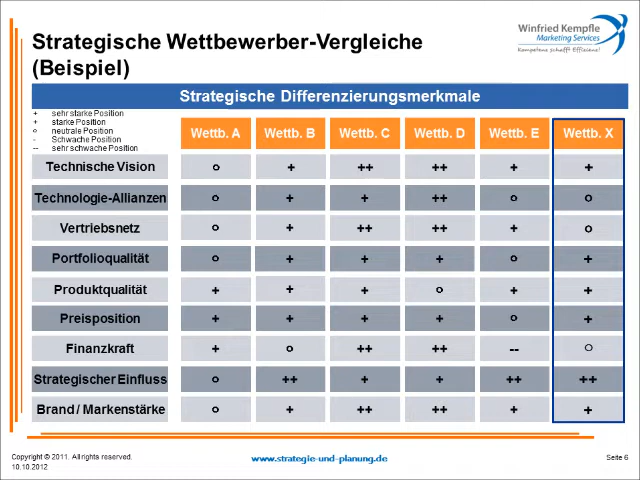 Strategische Wettbewerber-Vergleiche
(Beispiel)
Winfried Kempfle
Marketing Services
Kompetenz schafft Effizienz!
Strategische Differenzierungsmerkmale
+ sehr starke Position
+ starke Position
o neutrale Position
- Schwache Position
-- sehr schwache Position
Wettb. A Wettb. B Wettb. C Wettb. D Wettb. E Wettb. X
Technische Vision o + ++ ++ + +
Technologie-Allianzen o + + ++ o o
Vertriebsnetz o + ++ ++ + o
Portfolioqualität o + + + o +
Produktqualität + + + o + +
Preisposition + + + + o +
Finanzkraft + o ++ ++ -- o
Strategischer Einfluss o ++ + + ++ ++
Brand / Markenstärke o + ++ ++ + +
Copyright © 2011. All rights reserved.
10.10.2012
www.strategie-und-planung.de
Seite 6